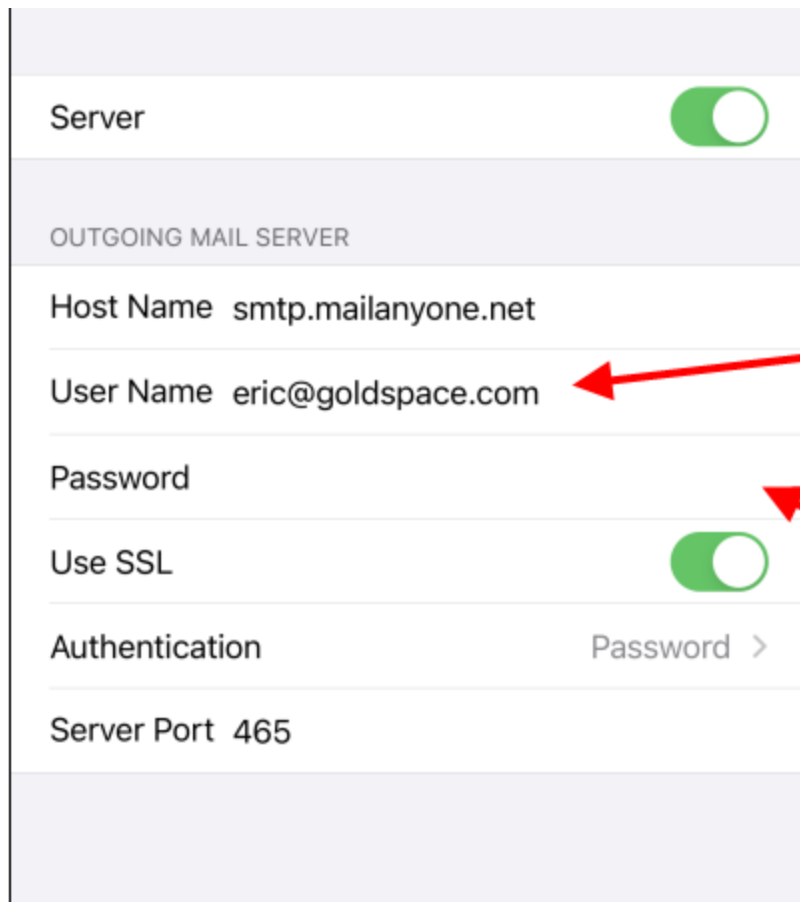 Server
OUTGOING MAIL SERVER
Host Name smtp.mailanyone.net
User Name eric@goldspace.com
Password
Use SSL
Authentication Password >
Server Port 465